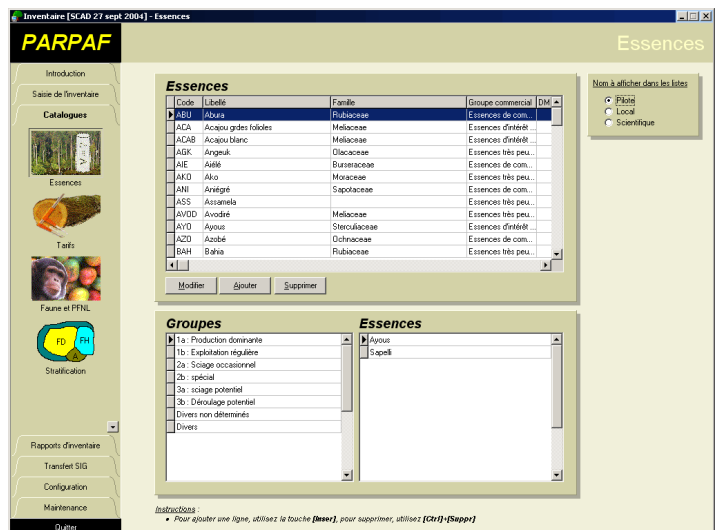 Inventaire [SCAD 27 sept 2004] - Essences
PARPAF
Essences
Introduction
Saisie de l'inventaire
Catalogues
Essences
Tarifs
Faune et PFNL
FD FH
A
Stratification
Rapports d'inventaire
Transfert SIG
Configuration
Maintenance
Quitter
Essences
Code Libellé Famille Groupe commercial DM
ABU Abura Rubiaceae Essences de com...
ACA Acajou grdes folioles Meliaceae Essences d'intérêt ...
ACAB Acajou blanc Meliaceae Essences d'intérêt ...
AGK Angeuk Olacaceae Essences très peu...
AIE Aiélé Burseraceae Essences de com...
AKO Ako Moraceae Essences très peu...
ANI Aniégré Sapotaceae Essences de com...
ASS Assamela Essences très peu...
AVOD Avodiré Meliaceae Essences très peu...
AYO Ayous Sterculiaceae Essences d'intérêt ...
AZO Azobé Ochnaceae Essences de com...
BAH Bahia Rubiaceae Essences très peu...
Modifier Ajouter Supprimer
Groupes
1a : Production dominante
1b : Exploitation régulière
2a : Sciage occasionnel
2b : spécial
3a : sciage potentiel
3b : Déroulage potentiel
Divers non déterminés
Divers
Essences
Ayous
Sapelli
Nom à afficher dans les listes
Pilote
Local
Scientifique
Instructions :
• Pour ajouter une ligne, utilisez la touche [Inser], pour supprimer, utilisez [Ctrl]+[Suppr]